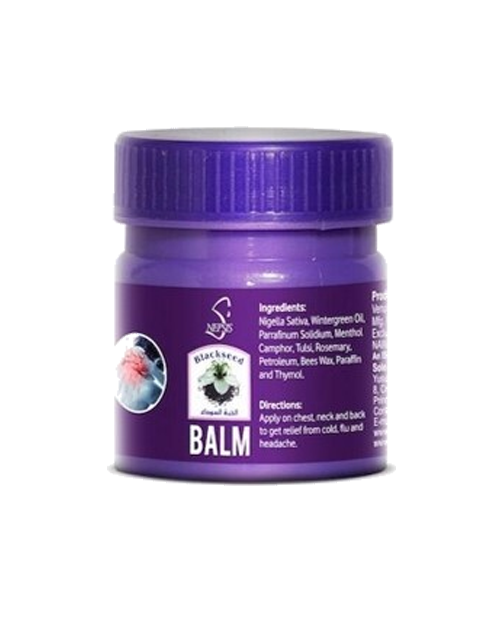 NEPSIS
Blackseed
الحبة السوداء
BALM
Ingredients:
Nigella Sativa, Wintergreen Oil,
Parrafinum Solidium, Menthol
Camphor, Tulsi, Rosemary,
Petroleum, Bees Wax, Paraffin
and Thymol.
Directions:
Apply on chest, neck and back
to get relief from cold, flu and
headache.